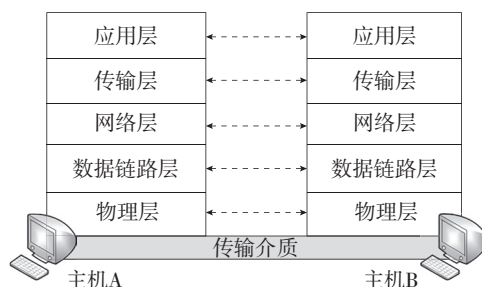 应用层 应用层
传输层 传输层
网络层 网络层
数据链路层 数据链路层
物理层 物理层
传输介质
主机A 主机B